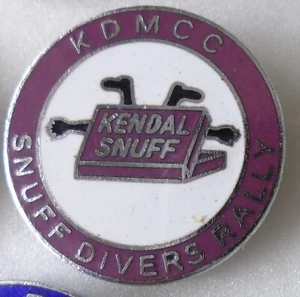 KDMCC
KENDAL
SNUFF
SNUFF DIVERS RALLY